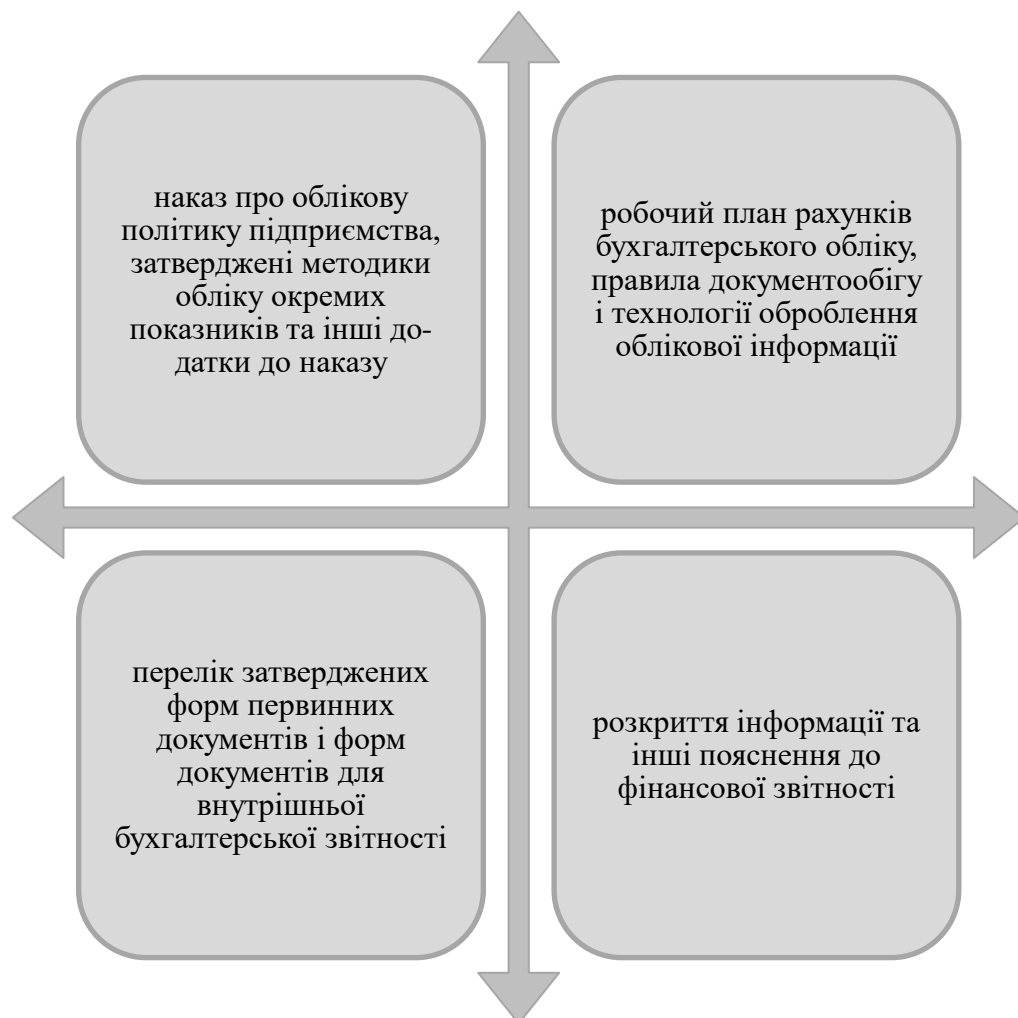 наказ про облікову
політику підприємства,
затверджені методики
обліку окремих
показників та інші до-
датки до наказу
робочий план рахунків
бухгалтерського обліку,
правила документообігу
і технології оброблення
облікової інформації
перелік затверджених
форм первинних
документів і форм
документів для
внутрішньої
бухгалтерської звітності
розкриття інформації та
інші пояснення до
фінансової звітності